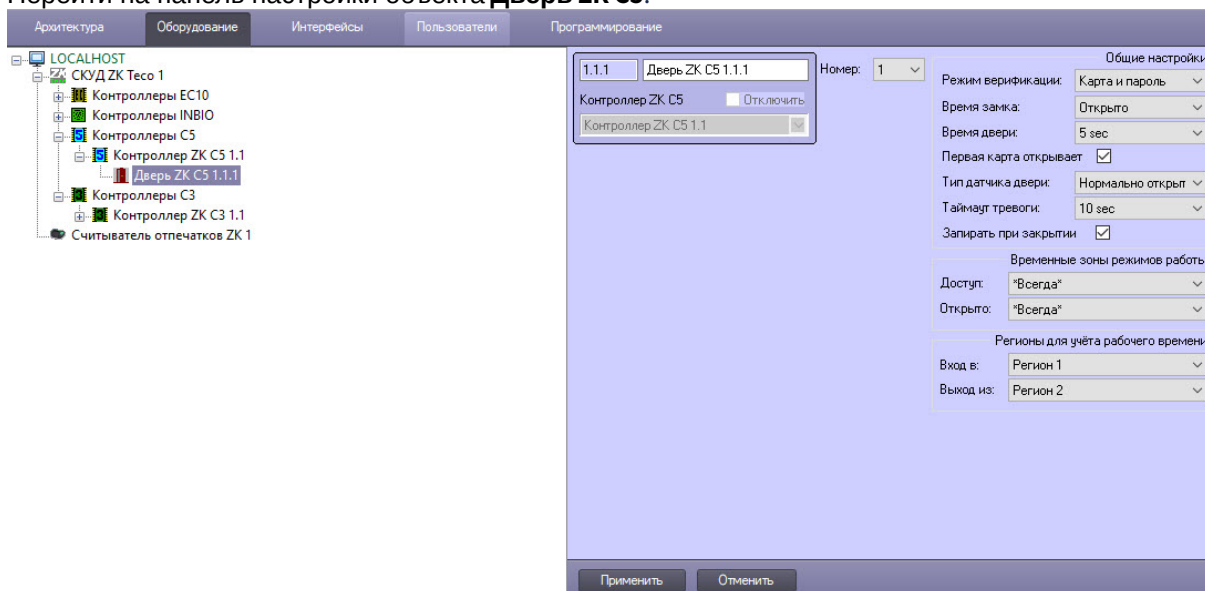 Перейти на панель настройки объекта Дверь ZK C5.
Архитектура Оборудование Интерфейсы Пользователи Программирование
LOCALHOST
СКУД ZK Teco 1
Контроллеры EC10
Контроллеры INBIO
Контроллеры C5
Контроллер ZK C5 1.1
Дверь ZK C5 1.1.1
Контроллеры C3
Контроллер ZK C3 1.1
Считыватель отпечатков ZK 1
1.1.1 Дверь ZK C5 1.1.1 Номер: 1
Контроллер ZK C5 Отключить
Контроллер ZK C5 1.1
Общие настройки
Режим верификации: Карта и пароль
Время замка: Открыто
Время двери: 5 sec
Первая карта открывает
Тип датчика двери: Нормально открыт
Таймаут тревоги: 10 sec
Запирать при закрытии
Временные зоны режимов работы
Доступ: *Всегда*
Открыто: *Всегда*
Регионы для учёта рабочего времени
Вход в: Регион 1
Выход из: Регион 2
Применить Отменить